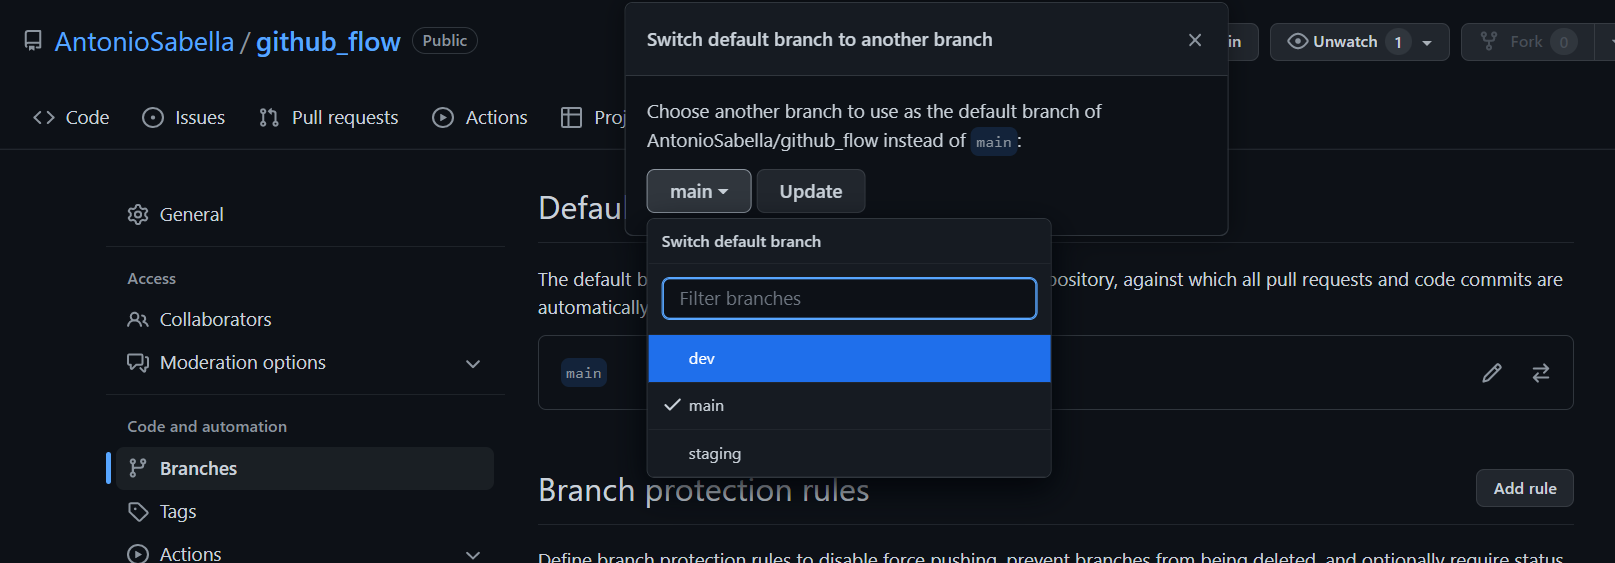 AntonioSabella / github_flow Public
in
Unwatch 1
Fork 0
Code
Issues
Pull requests
Actions
Switch default branch to another branch
Choose another branch to use as the default branch of
AntonioSabella/github_flow instead of main:
main
Update
Switch default branch
Filter branches
dev
main
staging
General
Access
Collaborators
Moderation options
Code and automation
Branches
Tags
Actions
The default b
ository, against which all pull requests and code commits are
automatically
main
Branch protection rules
Add rule
Define branch protection rules to disable force pushing, prevent branches from being deleted, and optionally require status